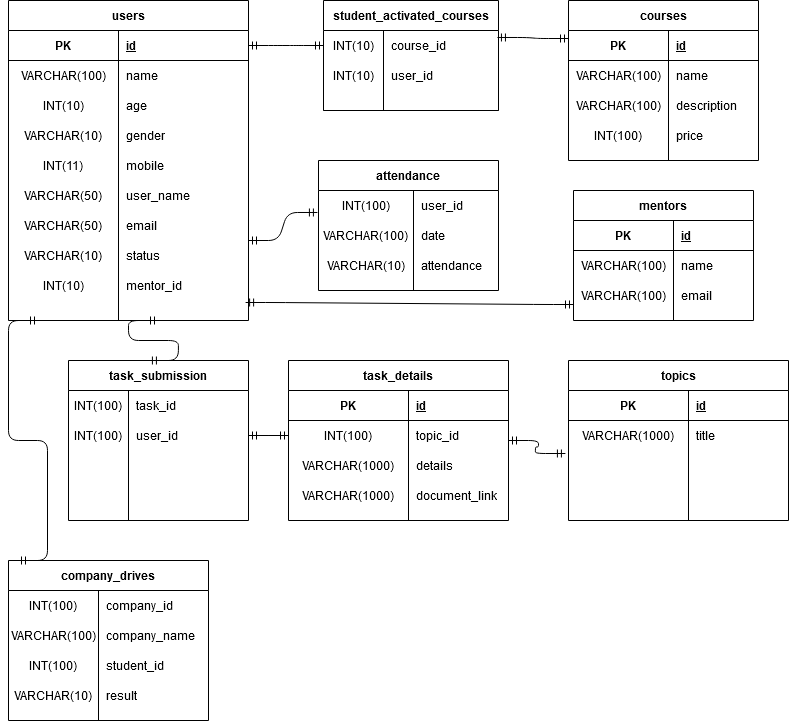 users
PK id
VARCHAR(100) name
INT(10) age
VARCHAR(10) gender
INT(11) mobile
VARCHAR(50) user_name
VARCHAR(50) email
VARCHAR(10) status
INT(10) mentor_id
student_activated_courses
INT(10) course_id
INT(10) user_id
courses
PK id
VARCHAR(100) name
VARCHAR(100) description
INT(100) price
attendance
INT(100) user_id
VARCHAR(100) date
VARCHAR(10) attendance
mentors
PK id
VARCHAR(100) name
VARCHAR(100) email
task_submission
INT(100) task_id
INT(100) user_id
task_details
PK id
INT(100) topic_id
VARCHAR(1000) details
VARCHAR(1000) document_link
topics
PK id
VARCHAR(1000) title
company_drives
INT(100) company_id
VARCHAR(100) company_name
INT(100) student_id
VARCHAR(10) result